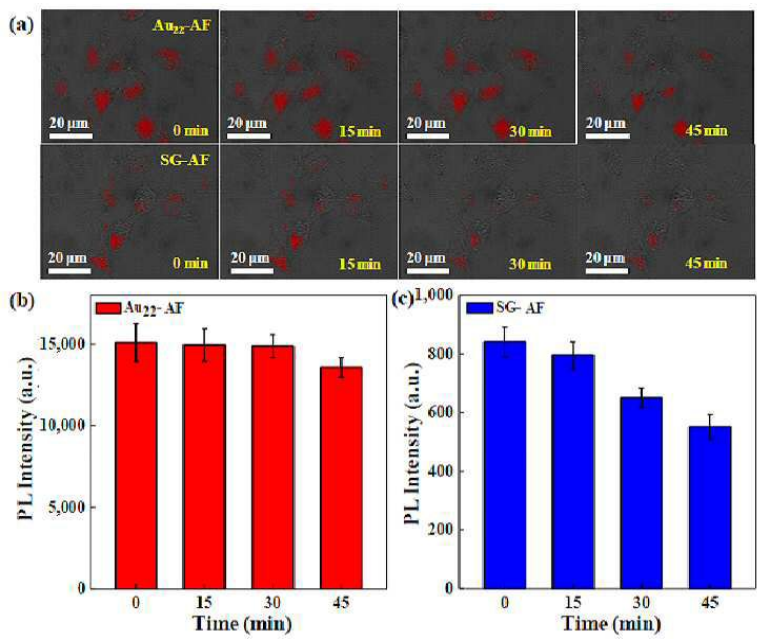 (a)
Au22-AF
20 μm
0 min
20 μm
15 min
20 μm
30 min
20 μm
45 min
SG-AF
20 μm
0 min
20 μm
15 min
20 μm
30 min
20 μm
45 min
(b)
Au22-AF
15,000
10,000
5,000
0
PL Intensity (a.u.)
0 15 30 45
Time (min)
(c)
SG- AF
1,000
800
600
400
200
0
PL Intensity (a.u.)
0 15 30 45
Time (min)